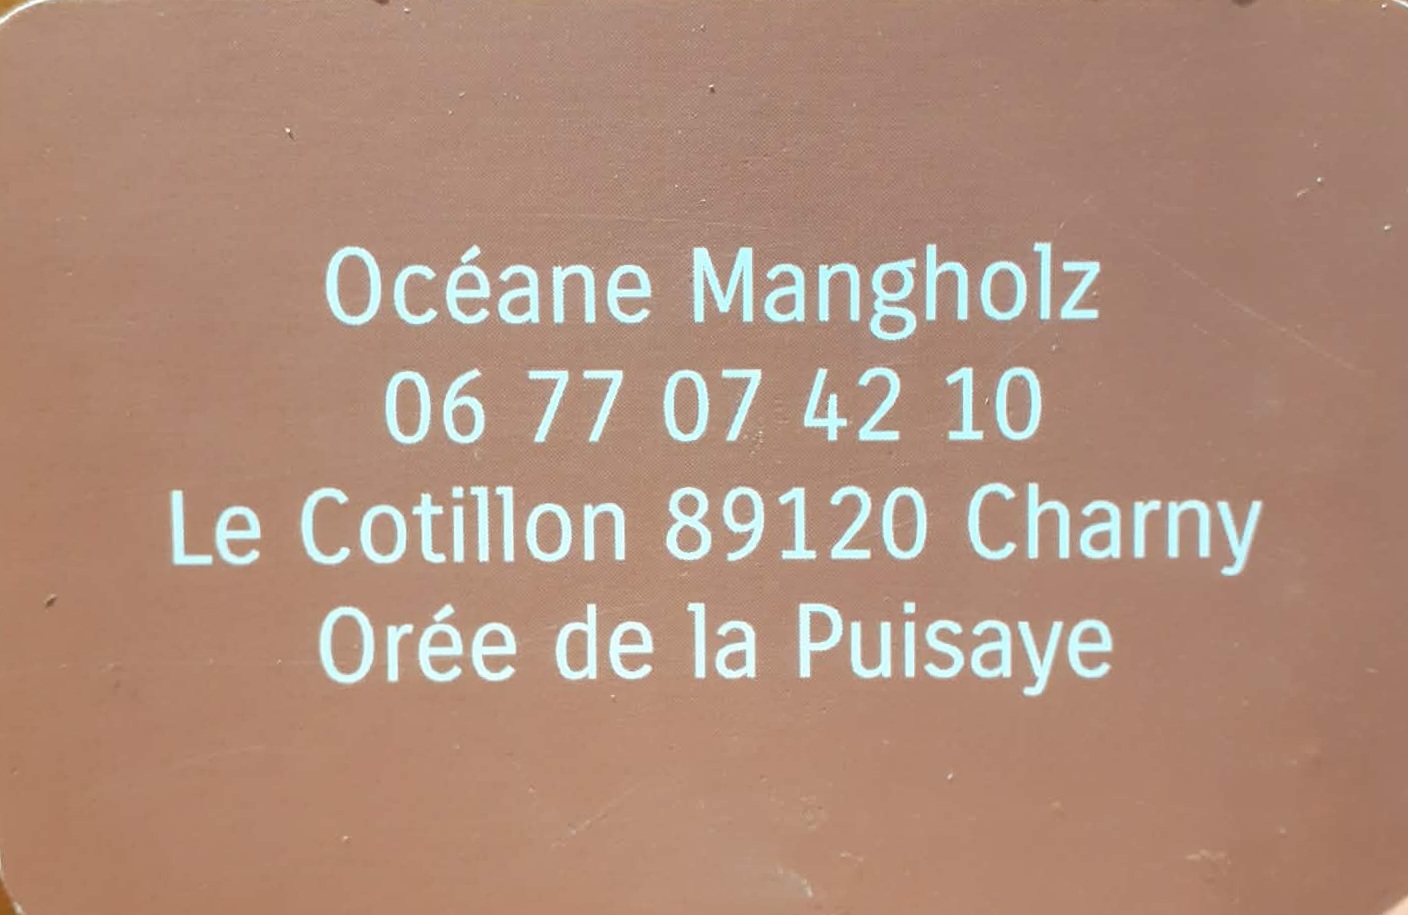 Océane Mangholz
06 77 07 42 10
Le Cotillon 89120 Charny
Orée de la Puisaye